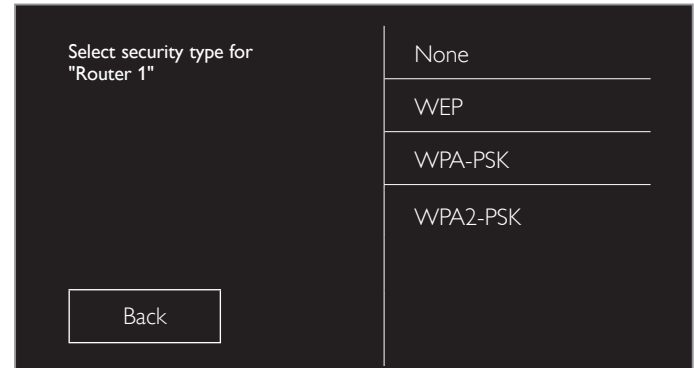 Select security type for
"Router 1"
None
WEP
WPA-PSK
WPA2-PSK
Back